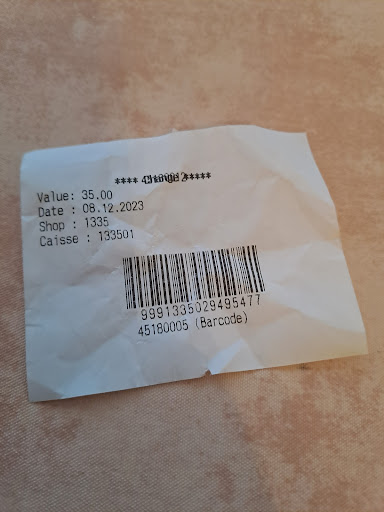 **** *****
Value: 35.00
Date : 08.12.2023
Shop : 1335
Caisse : 133501
9991335029495477
45180005 (Barcode)